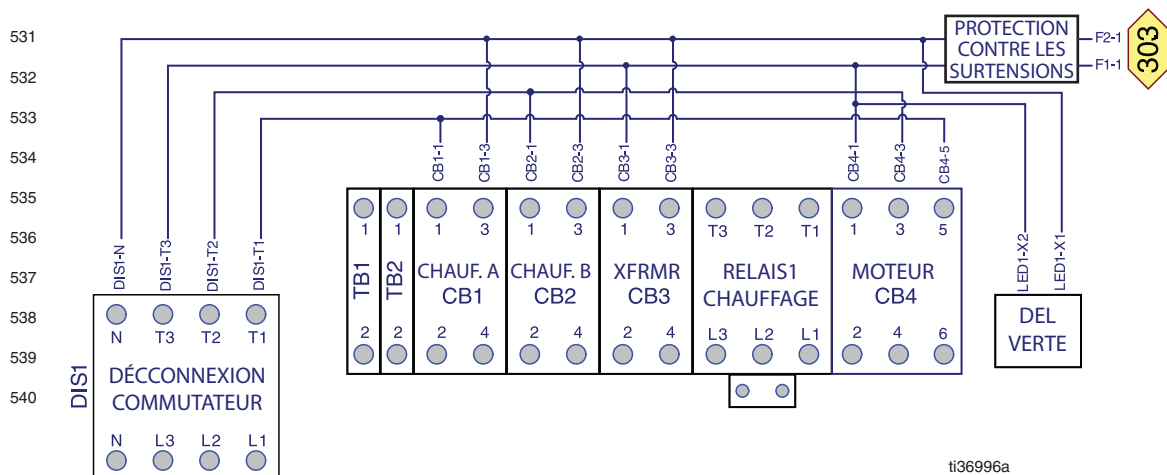 531
532
533
534
535
536
537
538
539
540
PROTECTION
CONTRE LES
SURTENSIONS
F2-1
F1-1
303
CB1-1
CB1-3
CB2-1
CB2-3
CB3-1
CB3-3
CB4-1
CB4-3
CB4-5
DIS1-N
DIS1-T3
DIS1-T2
DIS1-T1
LED1-X2
LED1-X1
1 1 1 3 1 3 1 3 T3 T2 T1 1 3 5
TB1
TB2
CHAUF. A
CB1
CHAUF. B
CB2
XFRMR
CB3
RELAIS1
CHAUFFAGE
MOTEUR
CB4
2 2 2 4 2 4 2 4 L3 L2 L1 2 4 6
DEL
VERTE
DIS1
N T3 T2 T1
DÉCCONNEXION
COMMUTATEUR
N L3 L2 L1
ti36996a